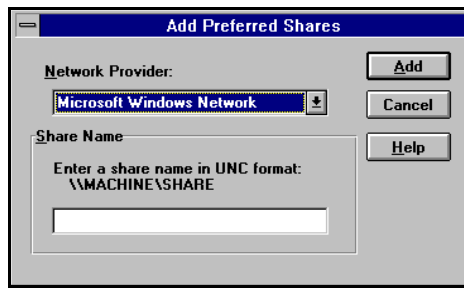 Add Preferred Shares
Network Provider:
Microsoft Windows Network
Share Name
Enter a share name in UNC format:
\\MACHINE\SHARE
Add
Cancel
Help